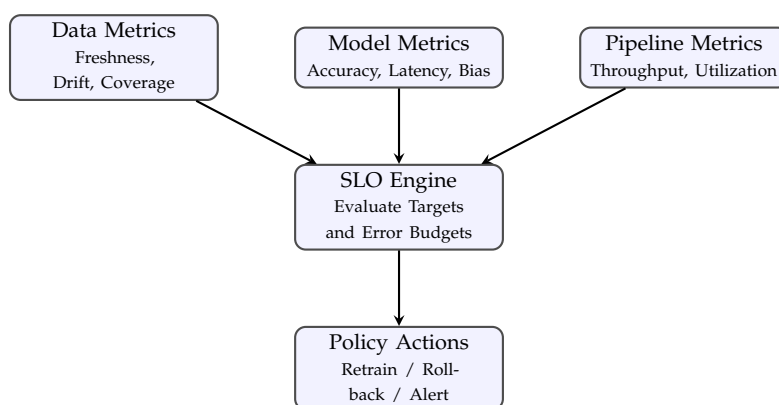 Data Metrics
Freshness,
Drift, Coverage
Model Metrics
Accuracy, Latency, Bias
Pipeline Metrics
Throughput, Utilization
SLO Engine
Evaluate Targets
and Error Budgets
Policy Actions
Retrain / Roll-
back / Alert